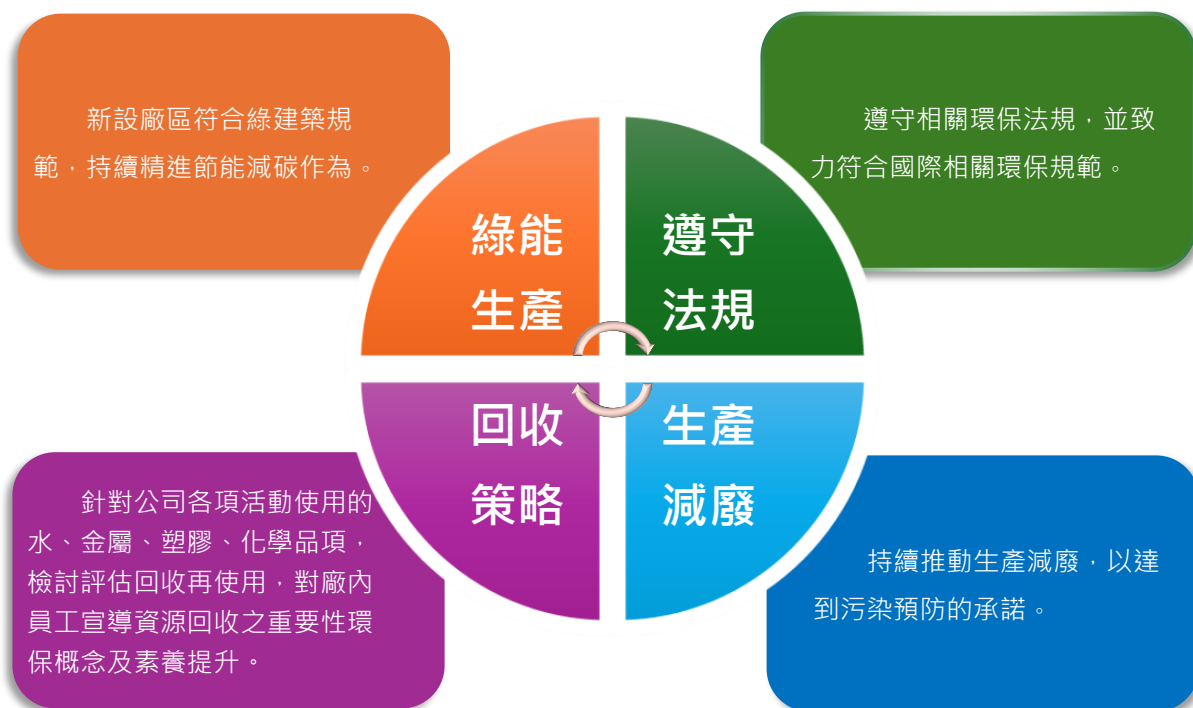 新設廠區符合綠建築規
範，持續精進節能減碳作為。
遵守相關環保法規，並致
力符合國際相關環保規範。
綠能
生產
遵守
法規
回收
策略
生產
減廢
針對公司各項活動使用的
水、金屬、塑膠、化學品項，
檢討評估回收再使用，對廠內
員工宣導資源回收之重要性環
保概念及素養提升。
持續推動生產減廢，以達
到污染預防的承諾。